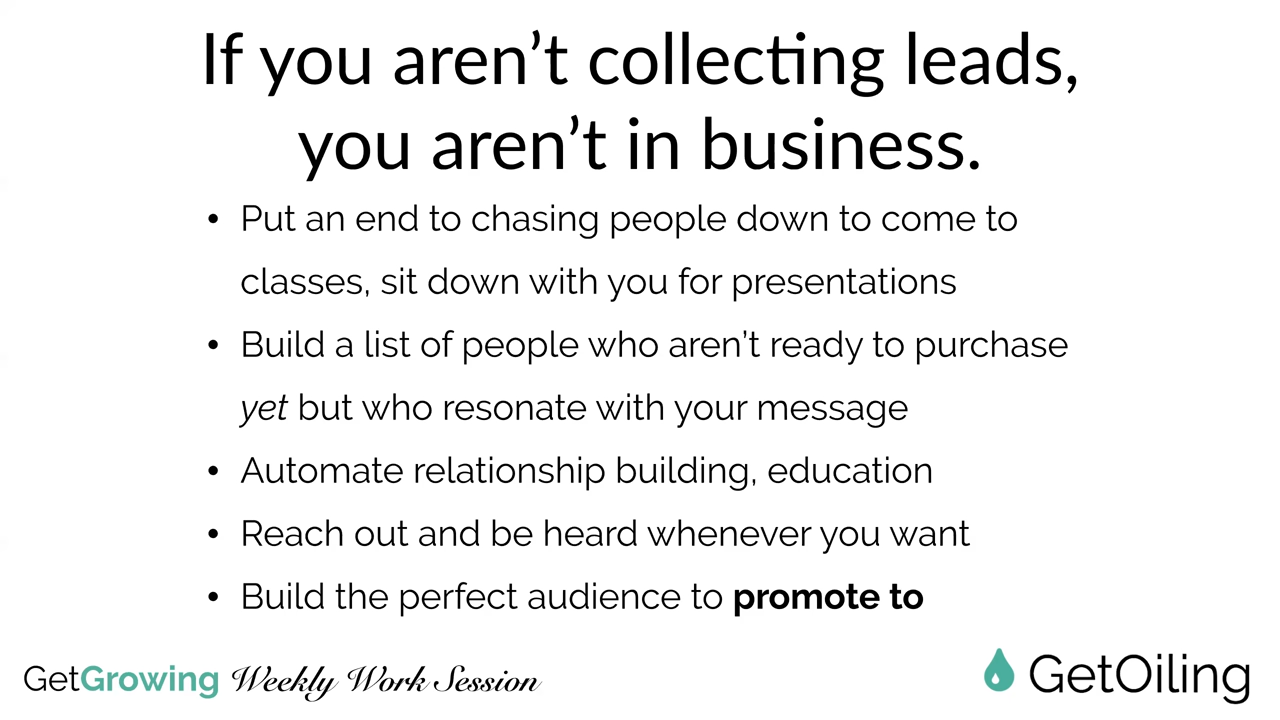 If you aren’t collecting leads,
you aren’t in business.
• Put an end to chasing people down to come to
classes, sit down with you for presentations
• Build a list of people who aren’t ready to purchase
yet but who resonate with your message
• Automate relationship building, education
• Reach out and be heard whenever you want
• Build the perfect audience to promote to
GetGrowing Weekly Work Session
GetOiling